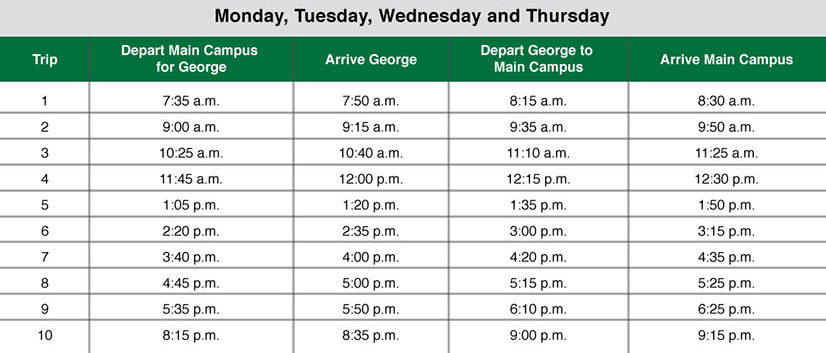 Monday, Tuesday, Wednesday and Thursday
Trip Depart Main Campus for George Arrive George Depart George to Main Campus Arrive Main Campus
1 7:35 a.m. 7:50 a.m. 8:15 a.m. 8:30 a.m.
2 9:00 a.m. 9:15 a.m. 9:35 a.m. 9:50 a.m.
3 10:25 a.m. 10:40 a.m. 11:10 a.m. 11:25 a.m.
4 11:45 a.m. 12:00 p.m. 12:15 p.m. 12:30 p.m.
5 1:05 p.m. 1:20 p.m. 1:35 p.m. 1:50 p.m.
6 2:20 p.m. 2:35 p.m. 3:00 p.m. 3:15 p.m.
7 3:40 p.m. 4:00 p.m. 4:20 p.m. 4:35 p.m.
8 4:45 p.m. 5:00 p.m. 5:15 p.m. 5:25 p.m.
9 5:35 p.m. 5:50 p.m. 6:10 p.m. 6:25 p.m.
10 8:15 p.m. 8:35 p.m. 9:00 p.m. 9:15 p.m.